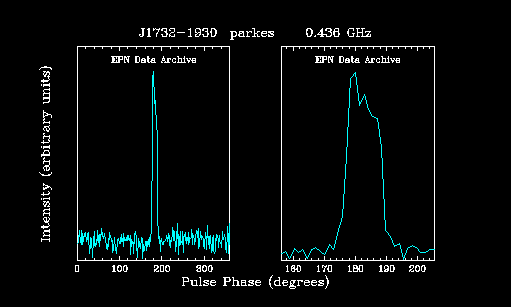 J1732-1930 parkes 0.436 GHz
EPN Data Archive
EPN Data Archive
Intensity (arbitrary units)
0 100 200 300
160 170 180 190 200
Pulse Phase (degrees)